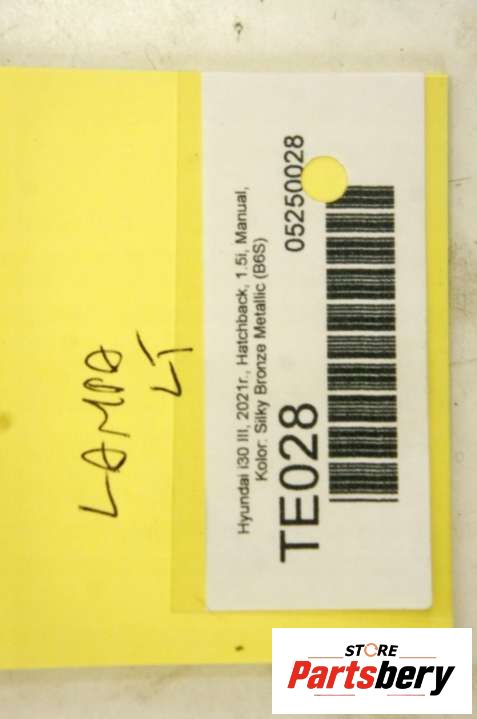 LAMPA
LT
Hyundai i30 III, 2021r., Hatchback, 1.5i, Manual,
Kolor: Silky Bronze Metallic (B6S)
TE028
05250028
STORE
Partsbery